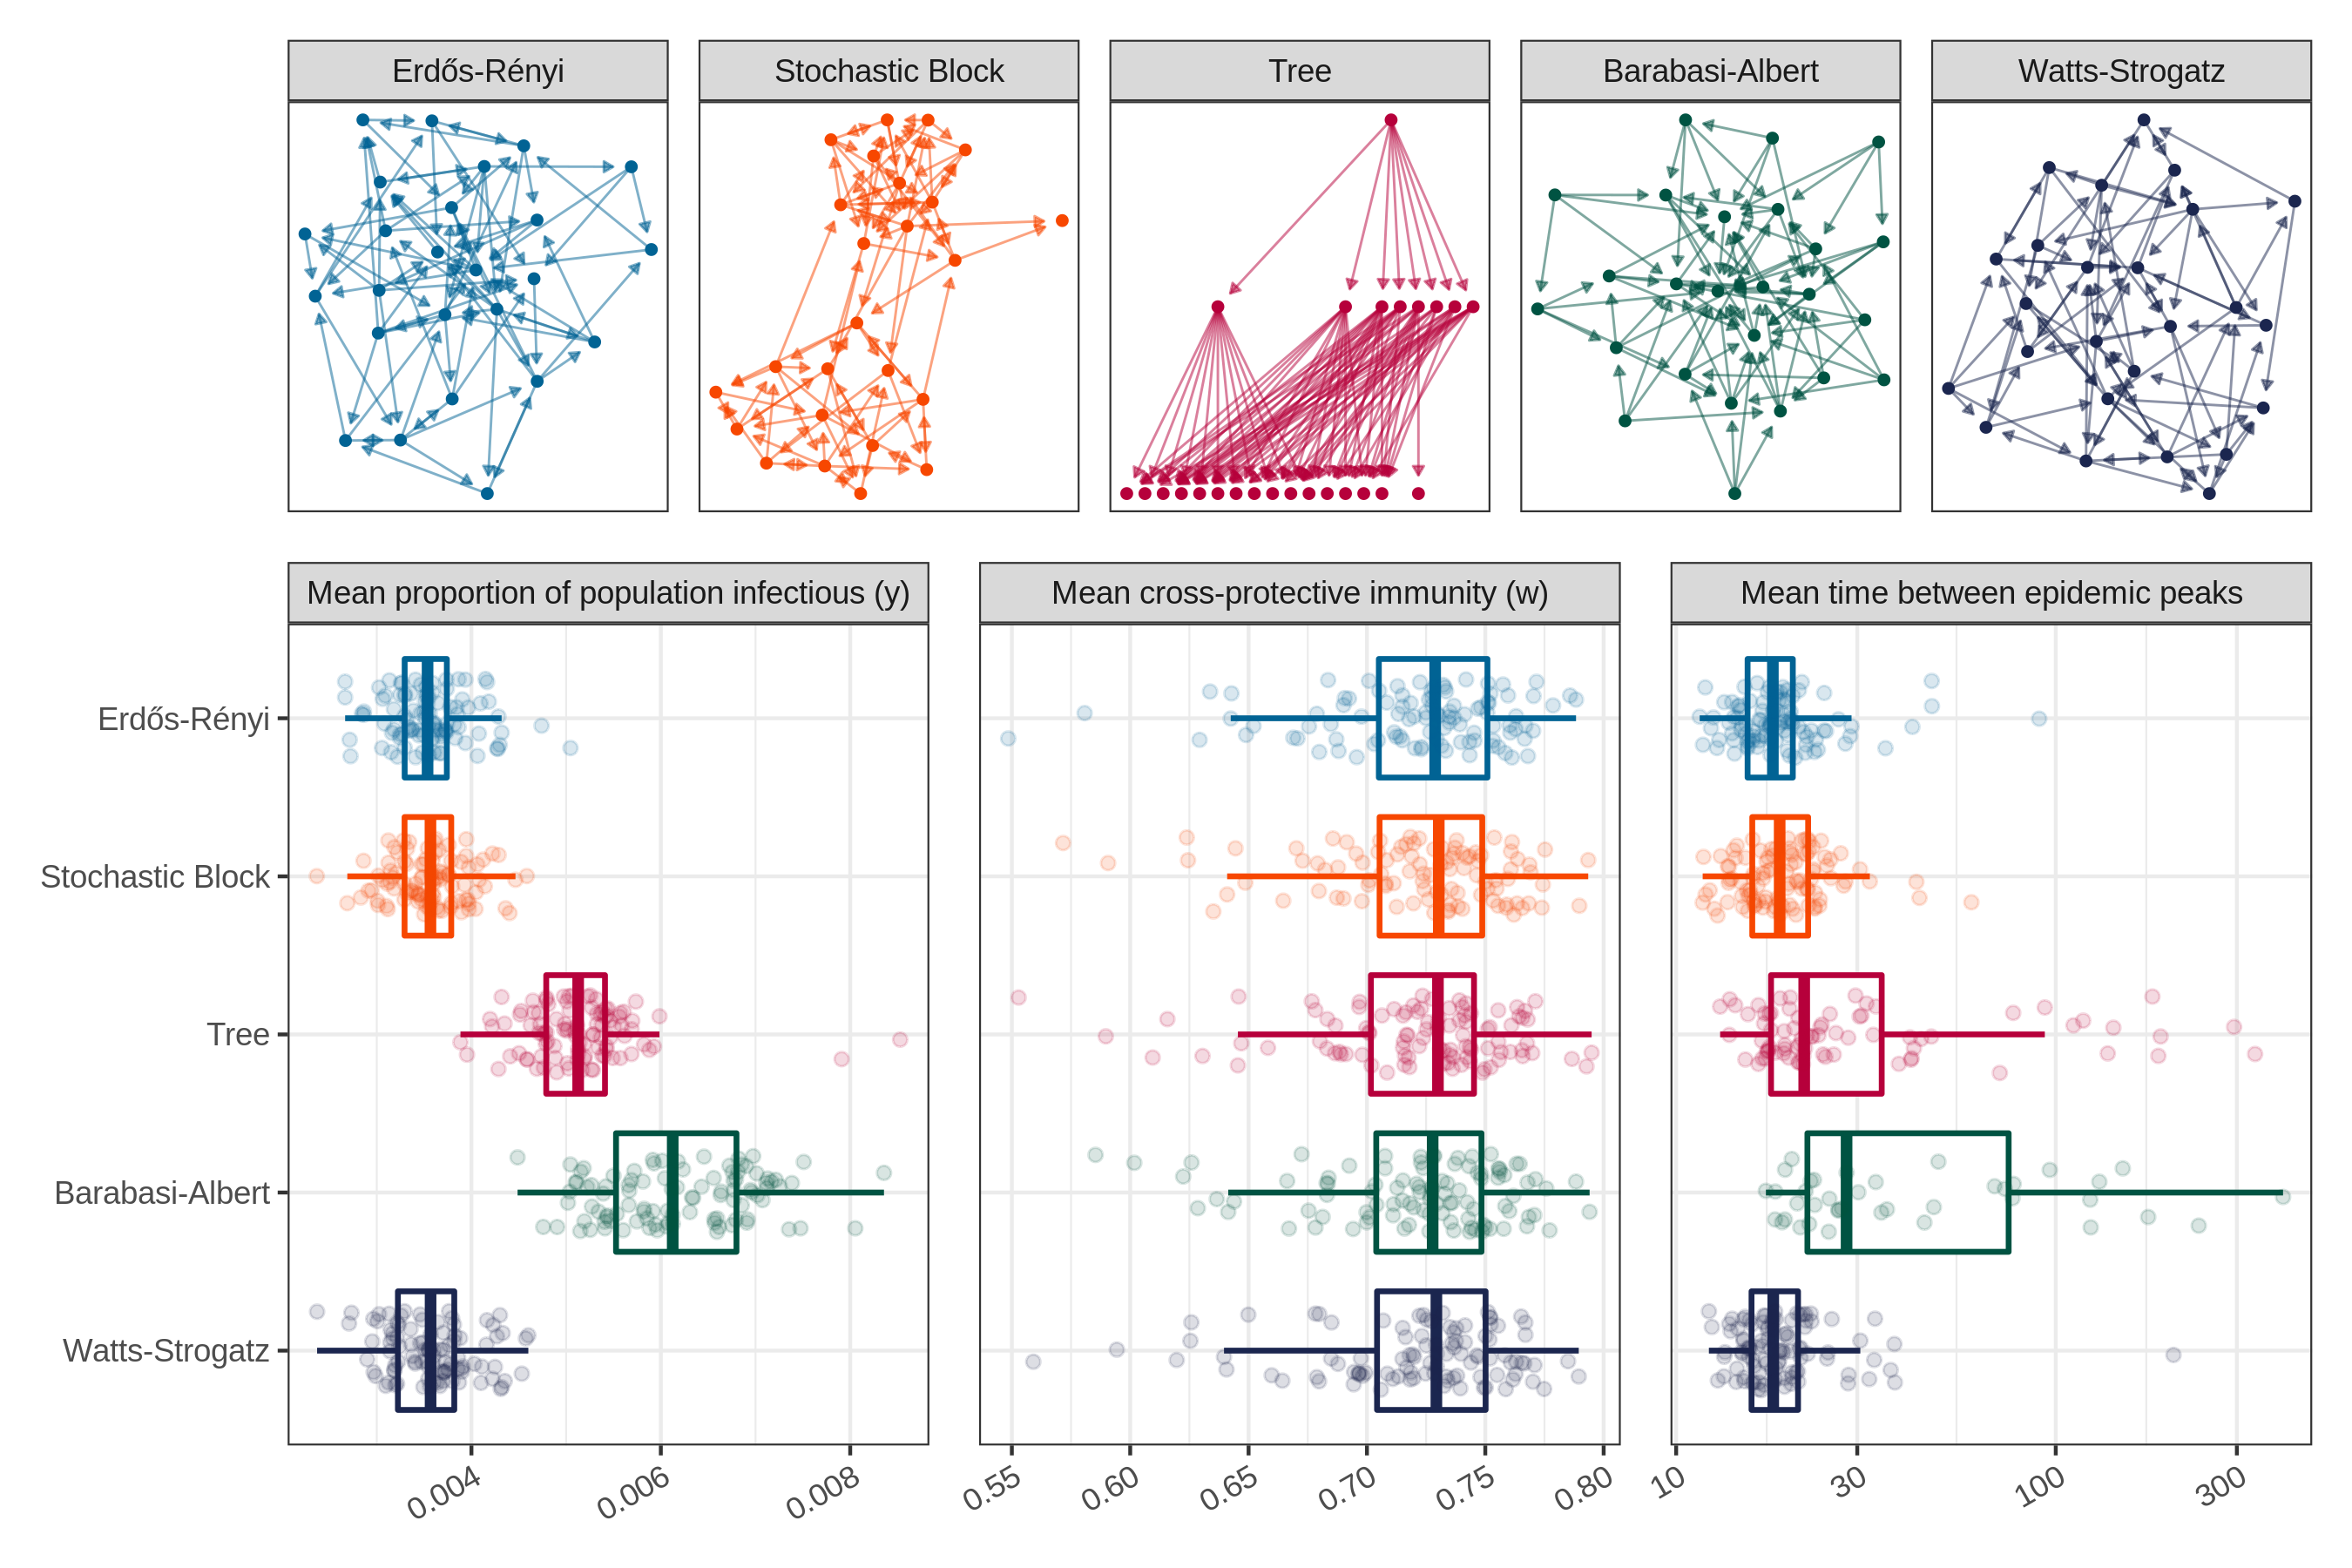 Erdős-Rényi
Stochastic Block
Tree
Barabasi-Albert
Watts-Strogatz
Mean proportion of population infectious (y)
Mean cross-protective immunity (w)
Mean time between epidemic peaks
Erdős-Rényi
Stochastic Block
Tree
Barabasi-Albert
Watts-Strogatz
0.004
0.006
0.008
0.55
0.60
0.65
0.70
0.75
0.80
10
30
100
300